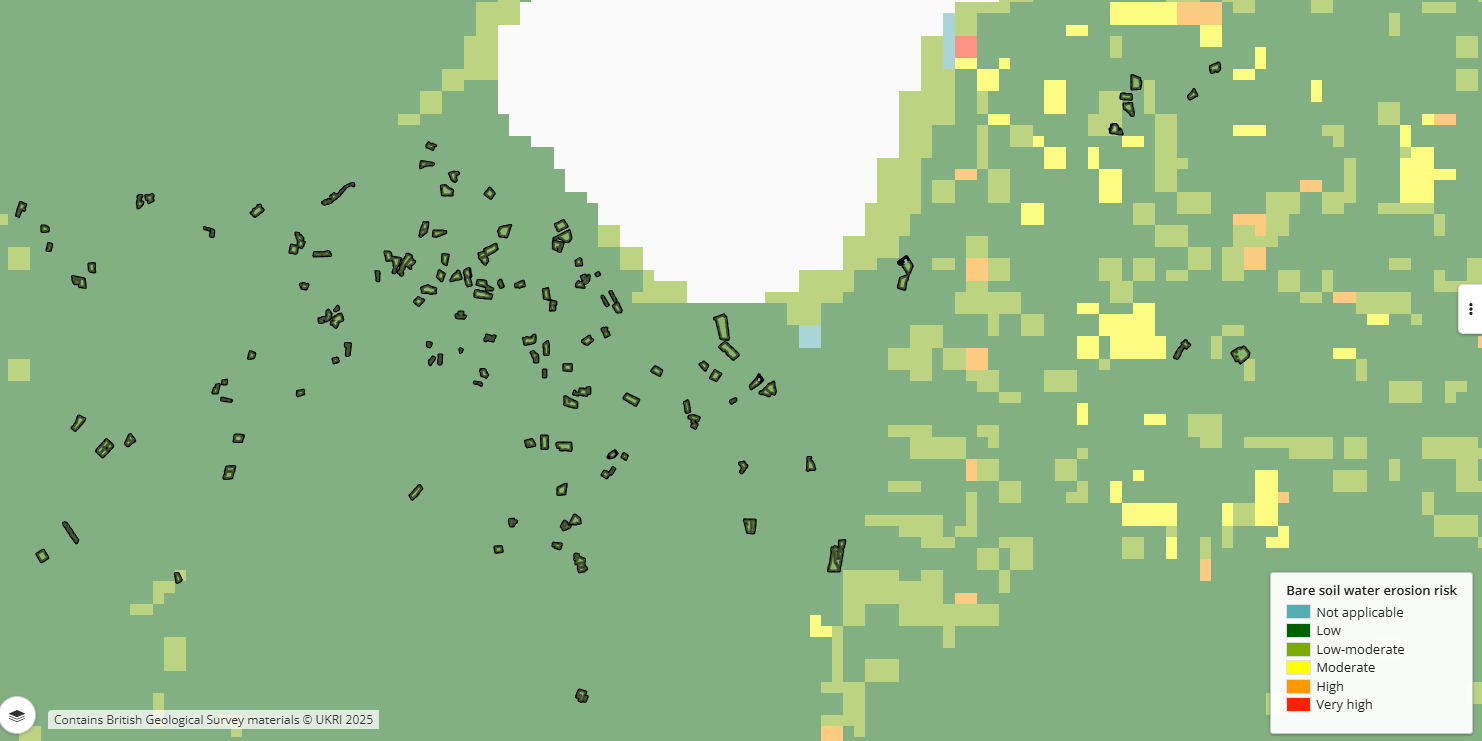 Bare soil water erosion risk
Not applicable
Low
Low-moderate
Moderate
High
Very high
Contains British Geological Survey materials © UKRI 2025